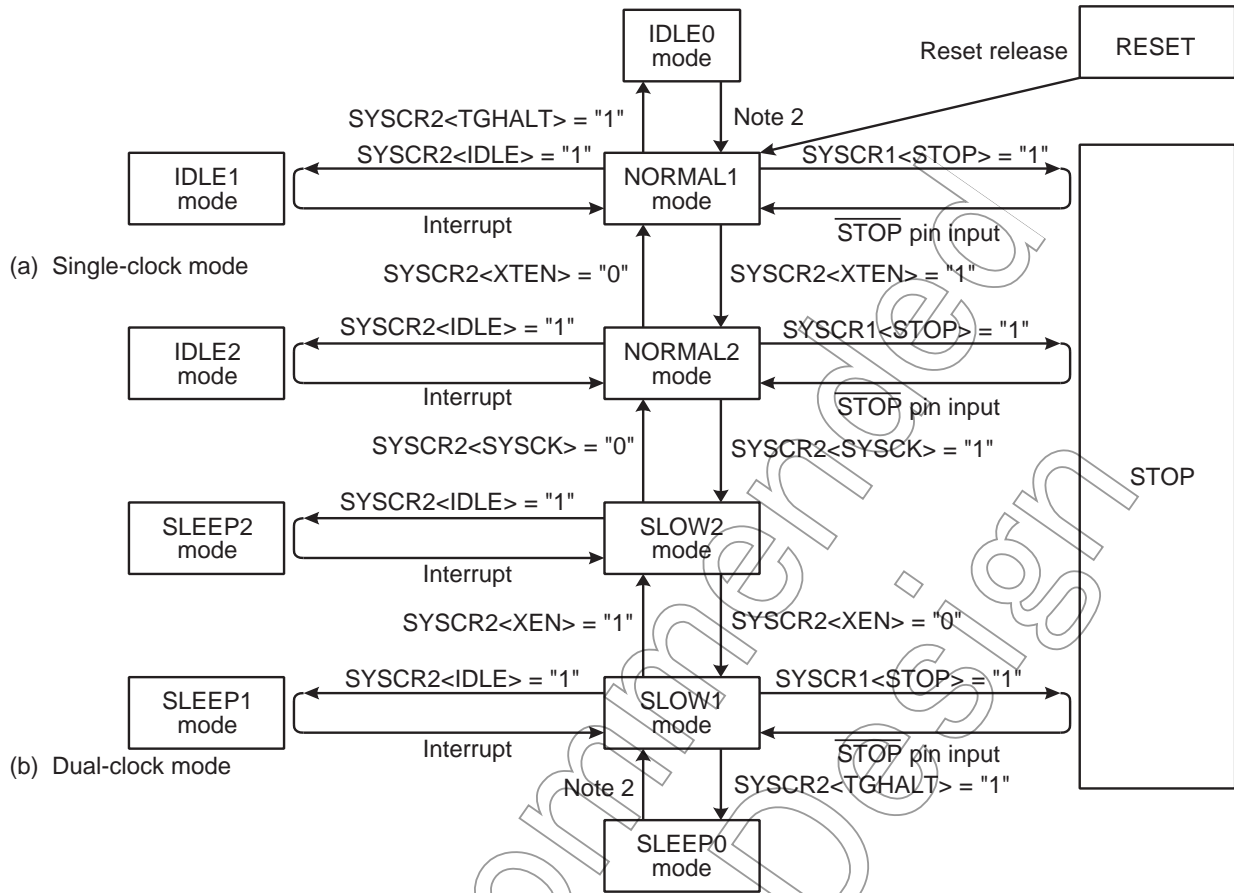 IDLE0
mode
Reset release
RESET
SYSCR2<TGHALT> = "1"
Note 2
SYSCR2<IDLE> = "1"
SYSCR1<STOP> = "1"
IDLE1
mode
NORMAL1
mode
Interrupt
STOP pin input
(a) Single-clock mode
SYSCR2<XTEN> = "0"
SYSCR2<XTEN> = "1"
SYSCR2<IDLE> = "1"
SYSCR1<STOP> = "1"
IDLE2
mode
NORMAL2
mode
Interrupt
STOP pin input
SYSCR2<SYSCK> = "0"
SYSCR2<SYSCK> = "1"
STOP
SYSCR2<IDLE> = "1"
SLEEP2
mode
SLOW2
mode
Interrupt
SYSCR2<XEN> = "1"
SYSCR2<XEN> = "0"
SYSCR2<IDLE> = "1"
SYSCR1<STOP> = "1"
SLEEP1
mode
SLOW1
mode
Interrupt
STOP pin input
(b) Dual-clock mode
Note 2
SYSCR2<TGHALT> = "1"
SLEEP0
mode
ommended
Design